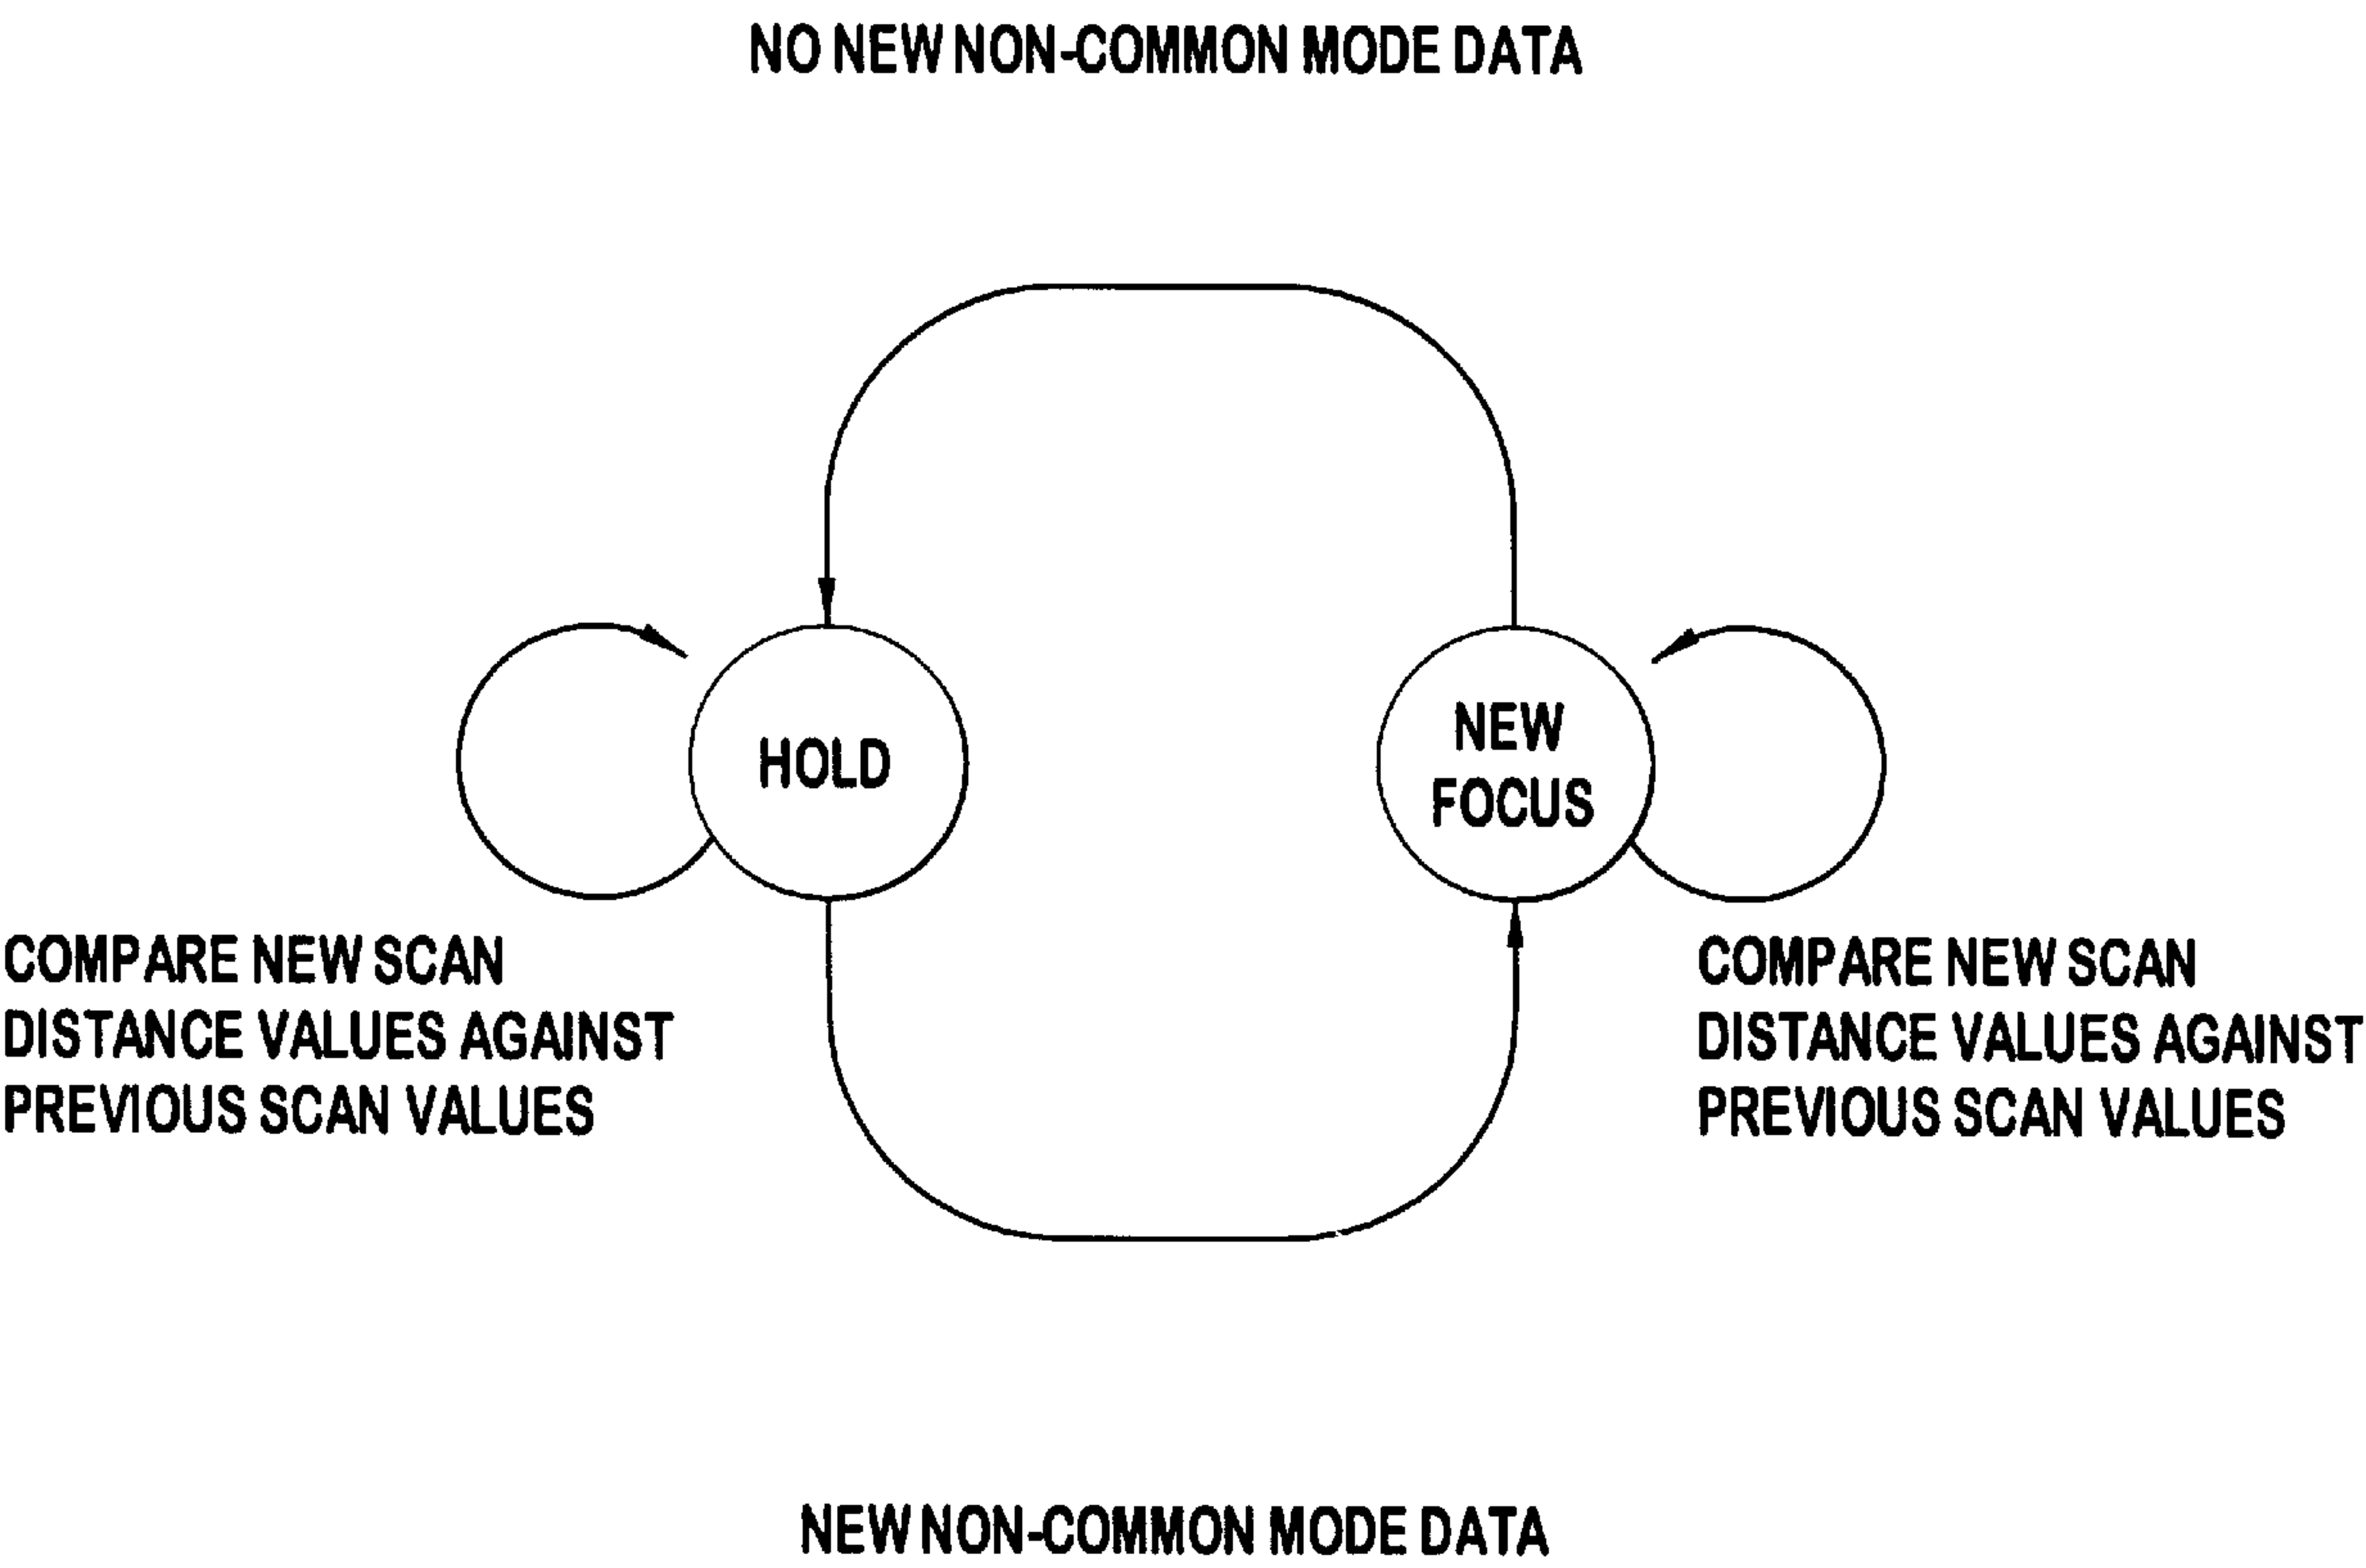 NO NEW NON-COMMON MODE DATA
HOLD
NEW
FOCUS
COMPARE NEW SCAN
DISTANCE VALUES AGAINST
PREVIOUS SCAN VALUES
COMPARE NEW SCAN
DISTANCE VALUES AGAINST
PREVIOUS SCAN VALUES
NEW NON-COMMON MODE DATA